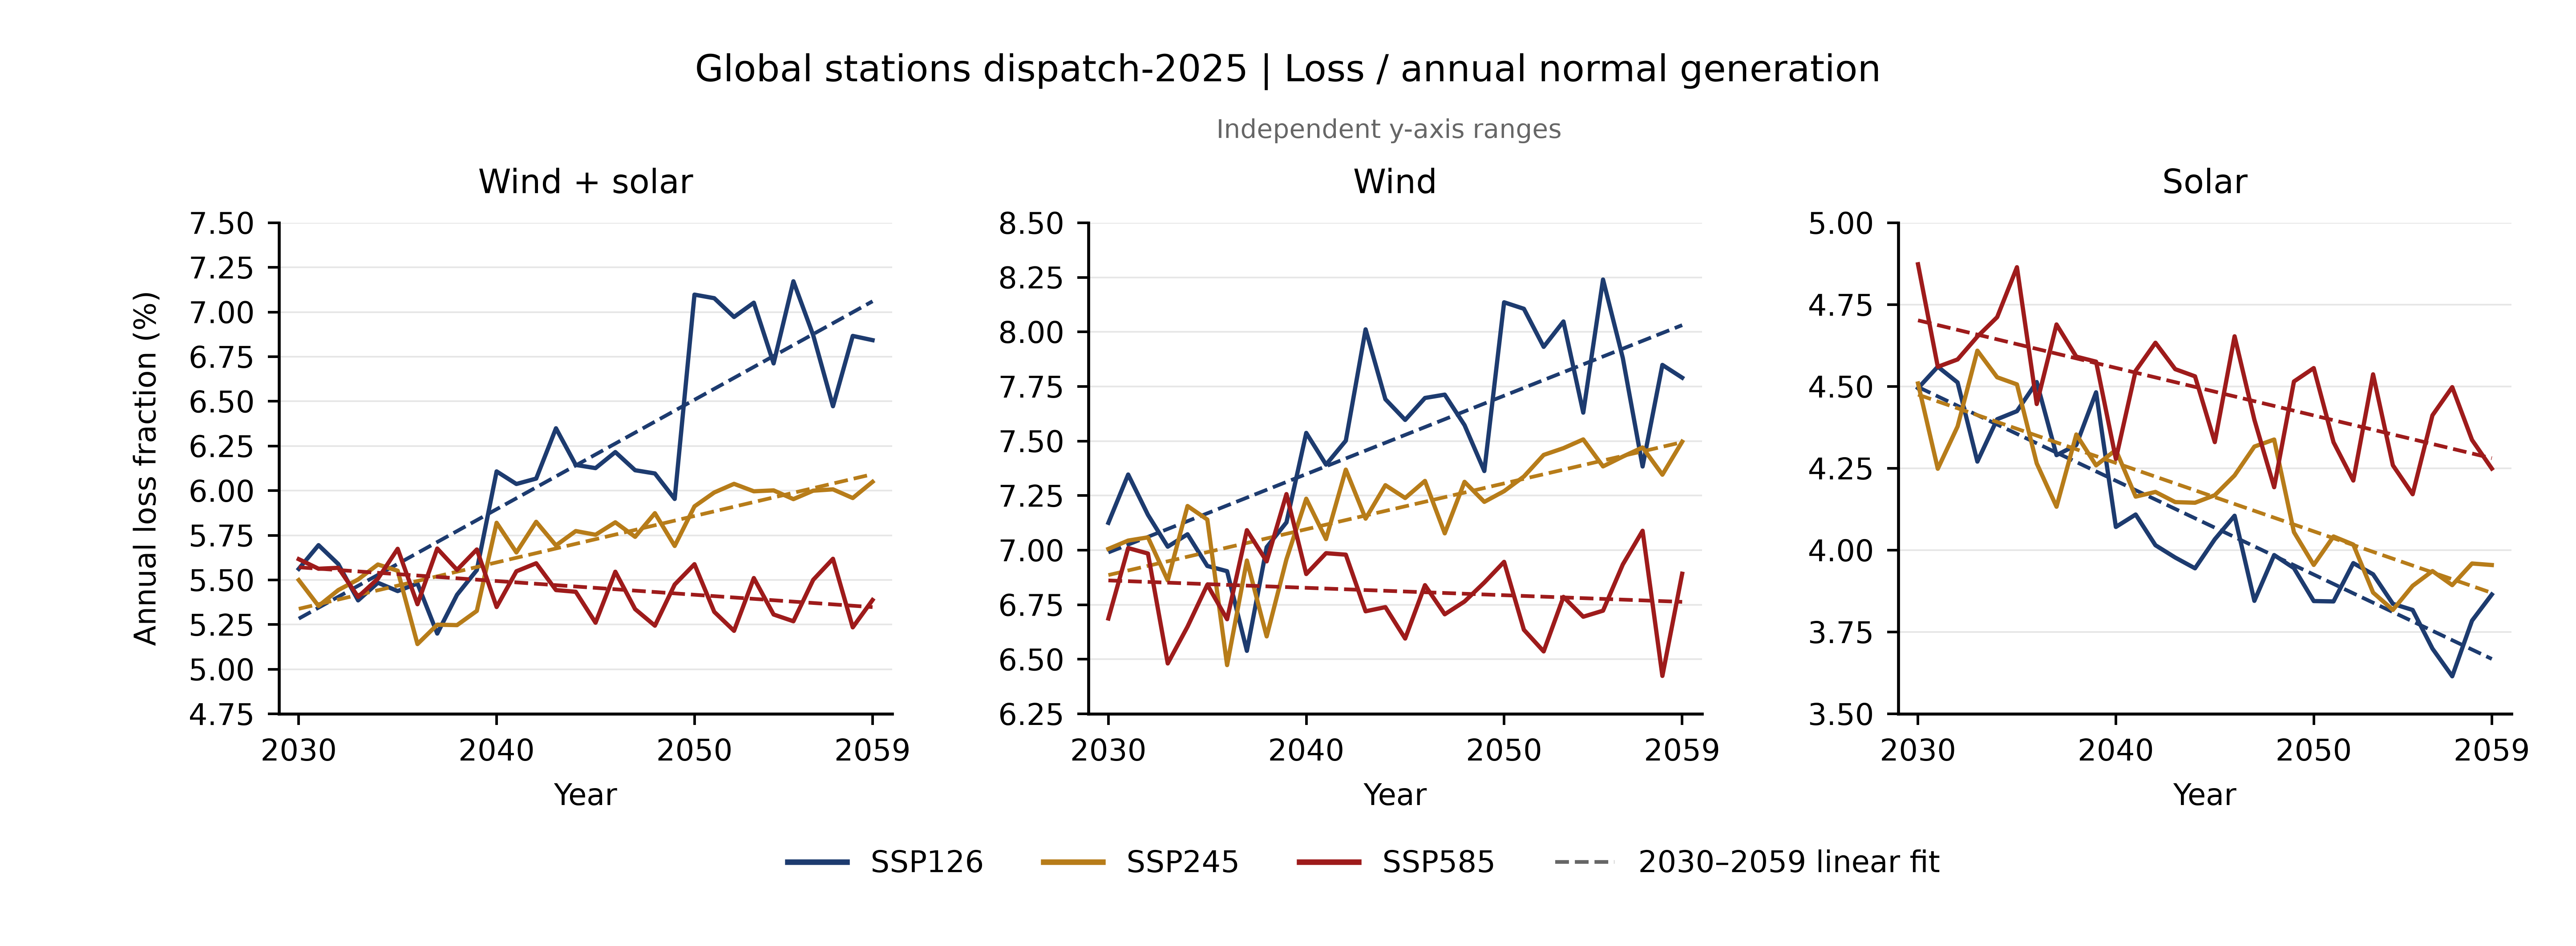 Global stations dispatch-2025 | Loss / annual normal generation
Independent y-axis ranges
Wind + solar
Annual loss fraction (%)
7.50
7.25
7.00
6.75
6.50
6.25
6.00
5.75
5.50
5.25
5.00
4.75
2030 2040 2050 2059
Year
Wind
8.50
8.25
8.00
7.75
7.50
7.25
7.00
6.75
6.50
6.25
2030 2040 2050 2059
Year
Solar
5.00
4.75
4.50
4.25
4.00
3.75
3.50
2030 2040 2050 2059
Year
SSP126 SSP245 SSP585 2030–2059 linear fit